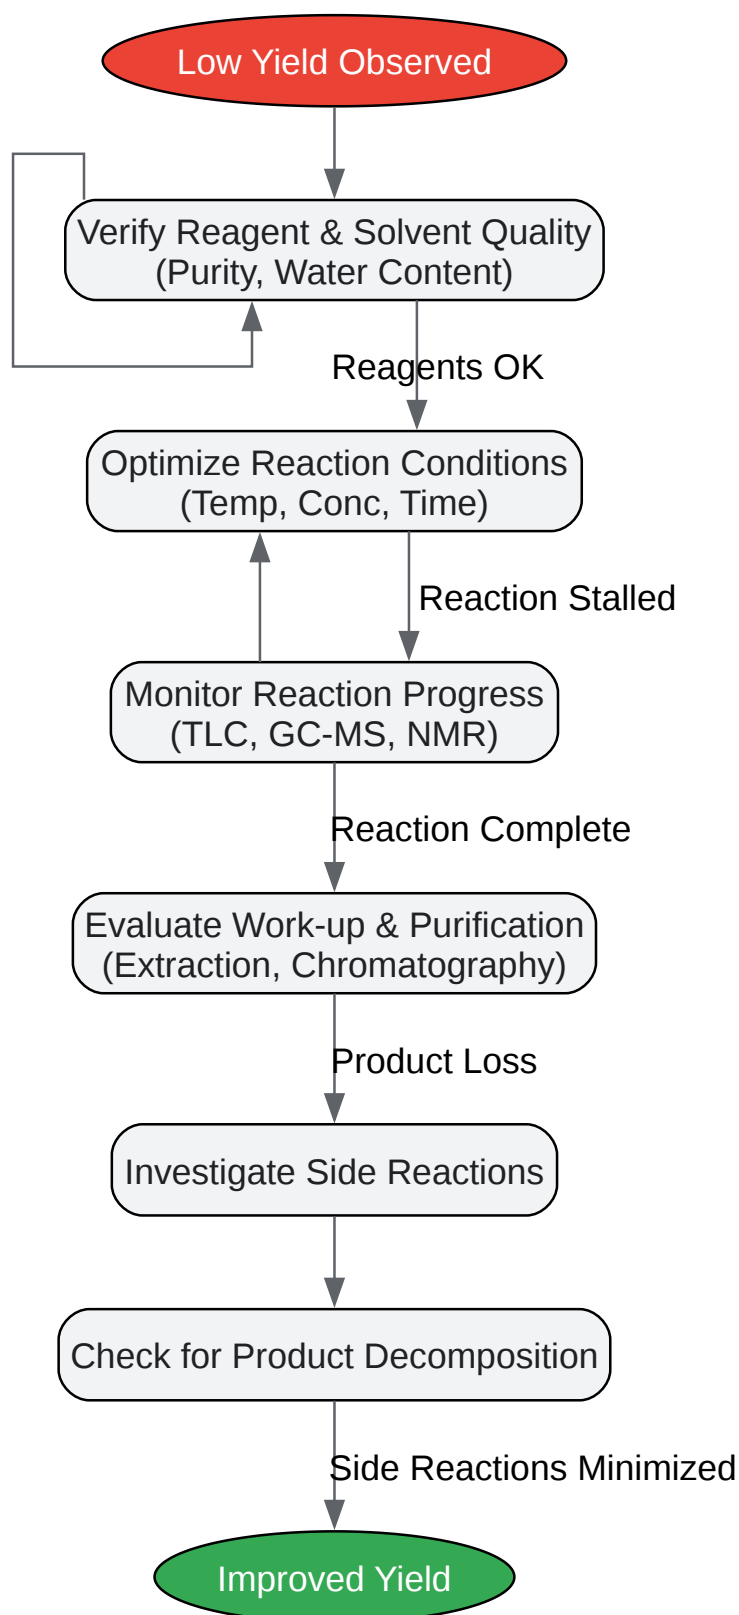 Low Yield Observed
Verify Reagent & Solvent Quality
(Purity, Water Content)
Reagents OK
Optimize Reaction Conditions
(Temp, Conc, Time)
Reaction Stalled
Monitor Reaction Progress
(TLC, GC-MS, NMR)
Reaction Complete
Evaluate Work-up & Purification
(Extraction, Chromatography)
Product Loss
Investigate Side Reactions
Check for Product Decomposition
Side Reactions Minimized
Improved Yield